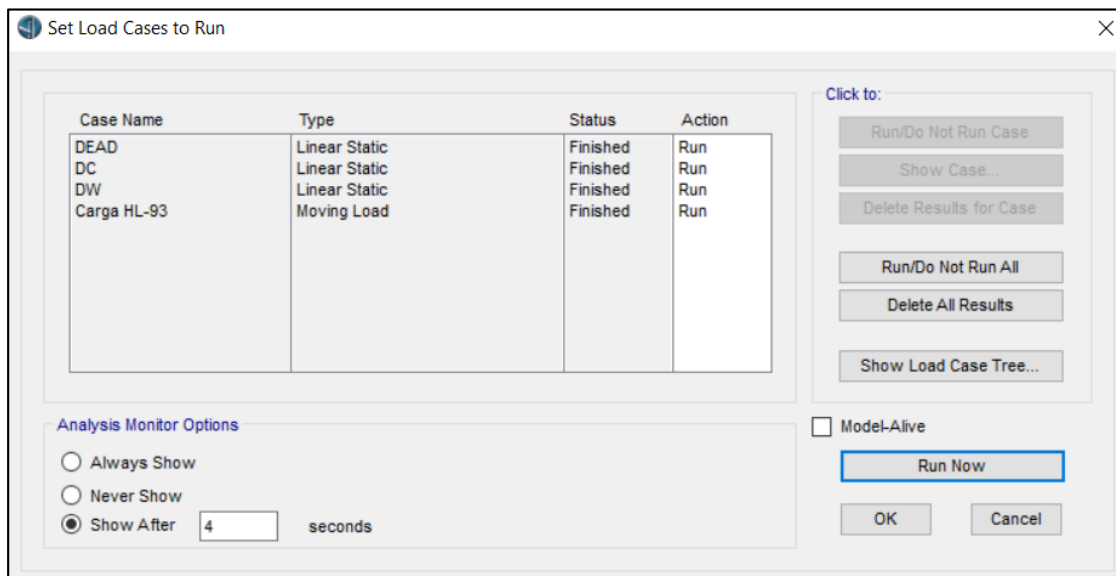 Set Load Cases to Run
Case Name Type Status Action
DEAD Linear Static Finished Run
DC Linear Static Finished Run
DW Linear Static Finished Run
Carga HL-93 Moving Load Finished Run
Click to:
Run/Do Not Run Case
Show Case...
Delete Results for Case
Run/Do Not Run All
Delete All Results
Show Load Case Tree...
Analysis Monitor Options
Always Show
Never Show
Show After 4 seconds
Model-Alive
Run Now
OK Cancel